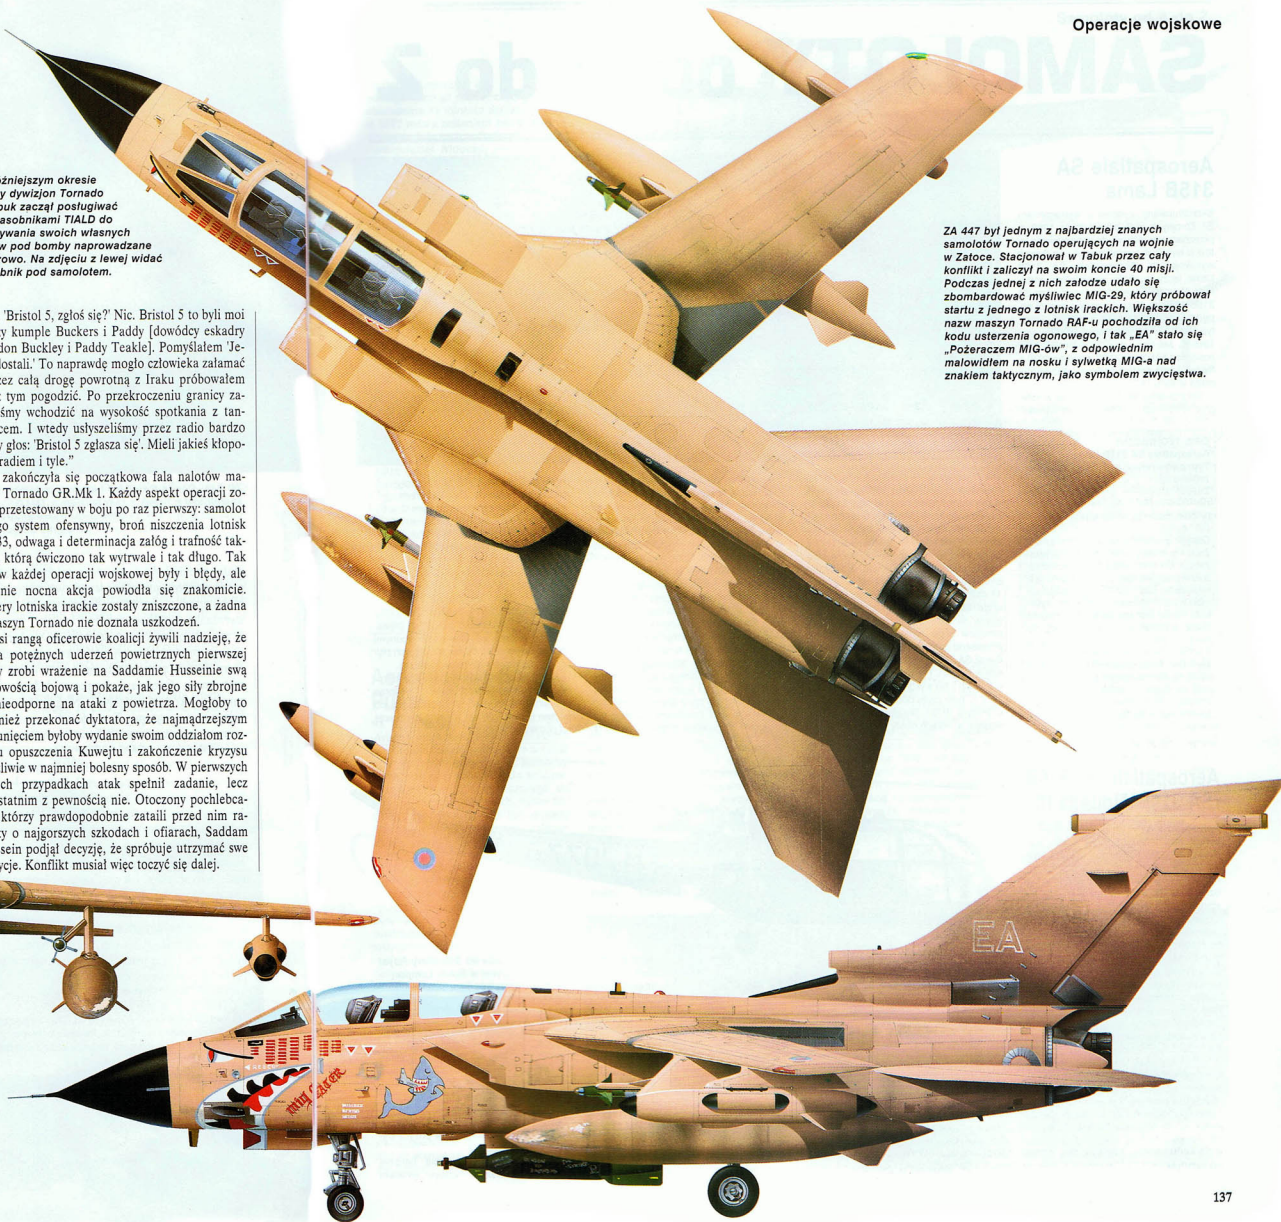 Operacje wojskowe
óźniejszym okresie
y dywizjon Tornado
buk zaczął posługiwać
asobnikami TIALD do
ywania swoich własnych
w pod bomby naprowadzane
rowo. Na zdjęciu z lewej widać
bnik pod samolotem.
'Bristol 5, zgłoś się?' Nic. Bristol 5 to byli moi
y kumple Buckers i Paddy [dowódcy eskadry
don Buckley i Paddy Teakle]. Pomyślałem 'Je-
dostali.' To naprawdę mogło człowieka załamać
zez całą drogę powrotną z Iraku próbowałem
z tym pogodzić. Po przekroczeniu granicy za-
śmy wchodzić na wysokość spotkania z tan-
cem. I wtedy usłyszeliśmy przez radio bardzo
y głos: 'Bristol 5 zgłasza się'. Mieli jakieś kłopo-
radiem i tyle."
zakończyła się początkowa fala nalotów ma-
Tornado GR.Mk 1. Każdy aspekt operacji zo-
przetestowany w boju po raz pierwszy: samolot
go system ofensywny, broń niszczenia lotnisk
33, odwaga i determinacja załóg i trafność tak-
którą ćwiczono tak wytrwale i tak długo. Tak
w każdej operacji wojskowej były i błędy, ale
nie nocna akcja powiodła się znakomicie.
ery lotniska irackie zostały zniszczone, a żadna
aszyn Tornado nie doznała uszkodzeń.
si rangą oficerowie koalicji żywili nadzieję, że
a potężnych uderzeń powietrznych pierwszej
y zrobi wrażenie na Saddamie Husseinie swą
owością bojową i pokaże, jak jego siły zbrojne
nieodporne na ataki z powietrza. Mogłoby to
nież przekonać dyktatora, że najmądrzejszym
unięciem byłoby wydanie swoim oddziałom roz-
u opuszczenia Kuwejtu i zakończenie kryzysu
liwie w najmniej bolesny sposób. W pierwszych
ch przypadkach atak spełnił zadanie, lecz
statnim z pewnością nie. Otoczony pochlebca-
którzy prawdopodobnie zataili przed nim ra-
ty o najgorszych szkodach i ofiarach, Saddam
sein podjął decyzję, że spróbuje utrzymać swe
ycje. Konflikt musiał więc toczyć się dalej.
ZA 447 był jednym z najbardziej znanych
samolotów Tornado operujących na wojnie
w Zatoce. Stacjonował w Tabuk przez cały
konflikt i zaliczył na swoim koncie 40 misji.
Podczas jednej z nich załodze udało się
zbombardować myśliwiec MIG-29, który próbował
startu z jednego z lotnisk irackich. Większość
nazw maszyn Tornado RAF-u pochodziła od ich
kodu usterzenia ogonowego, i tak „EA" stało się
„Pożeraczem MIG-ów", z odpowiednim
malowidłem na nosku i sylwetką MIG-a nad
znakiem taktycznym, jako symbolem zwycięstwa.
EA
mig Eater
137